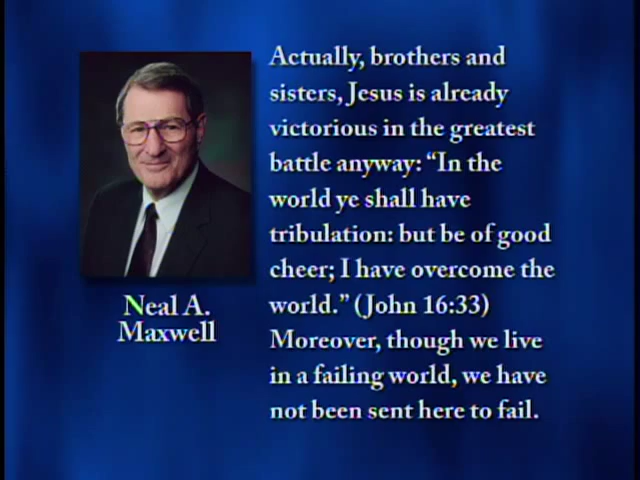 Actually, brothers and
sisters, Jesus is already
victorious in the greatest
battle anyway: “In the
world ye shall have
tribulation: but be of good
cheer; I have overcome the
world.” (John 16:33)
Moreover, though we live
in a failing world, we have
not been sent here to fail.
Neal A.
Maxwell